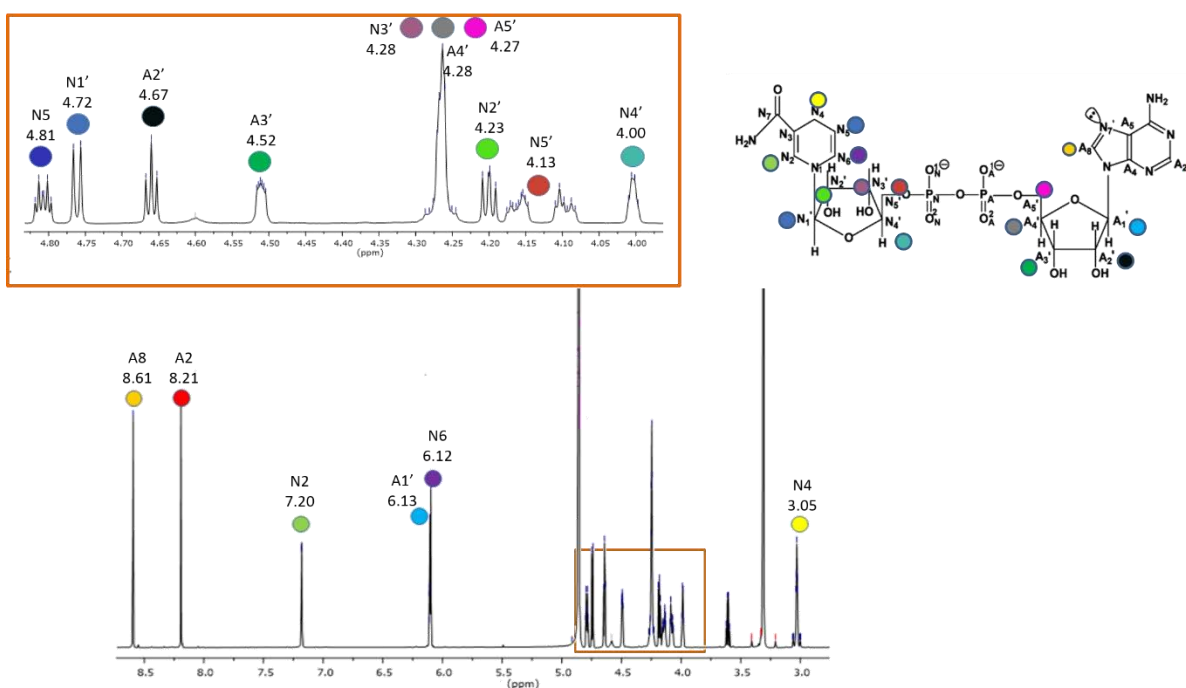 N3’
4.28
A4’
4.28
A5’
4.27
N5
4.81
N1’
4.72
A2’
4.67
A3’
4.52
N2’
4.23
N5’
4.13
N4’
4.00
4.80 4.75 4.70 4.65 4.60 4.55 4.50 4.45 4.40 4.35 4.30 4.25 4.20 4.15 4.10 4.05 4.00
(ppm)
O
N7
H2N
N4
N3
N5
N2
N6
N1
H
N2'
H
N3'
OH
OH
N1'
N4'
N5'
H
H
O
O1⊖
N
O
PN
O2
N
O
O1⊖
A
PA
O2
A
O
A5'
NH2
N7'
A5
N
A8
A4
A2
N
N
O
A4'
A1'
H
H
H
H
A3'
A2'
OH
OH
A8
8.61
A2
8.21
N2
7.20
A1’
6.13
N6
6.12
N4
3.05
8.5 8.0 7.5 7.0 6.5 6.0 5.5 5.0 4.5 4.0 3.5 3.0
(ppm)